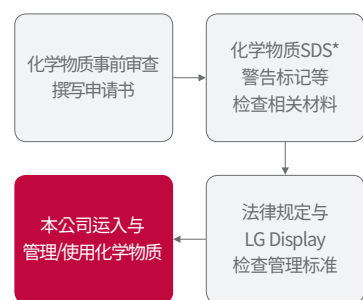 化学物质事前审查
撰写申请书
化学物质SDS*
警告标记等
检查相关材料
法律规定与
LG Display
检查管理标准
本公司运入与
管理/使用化学物质